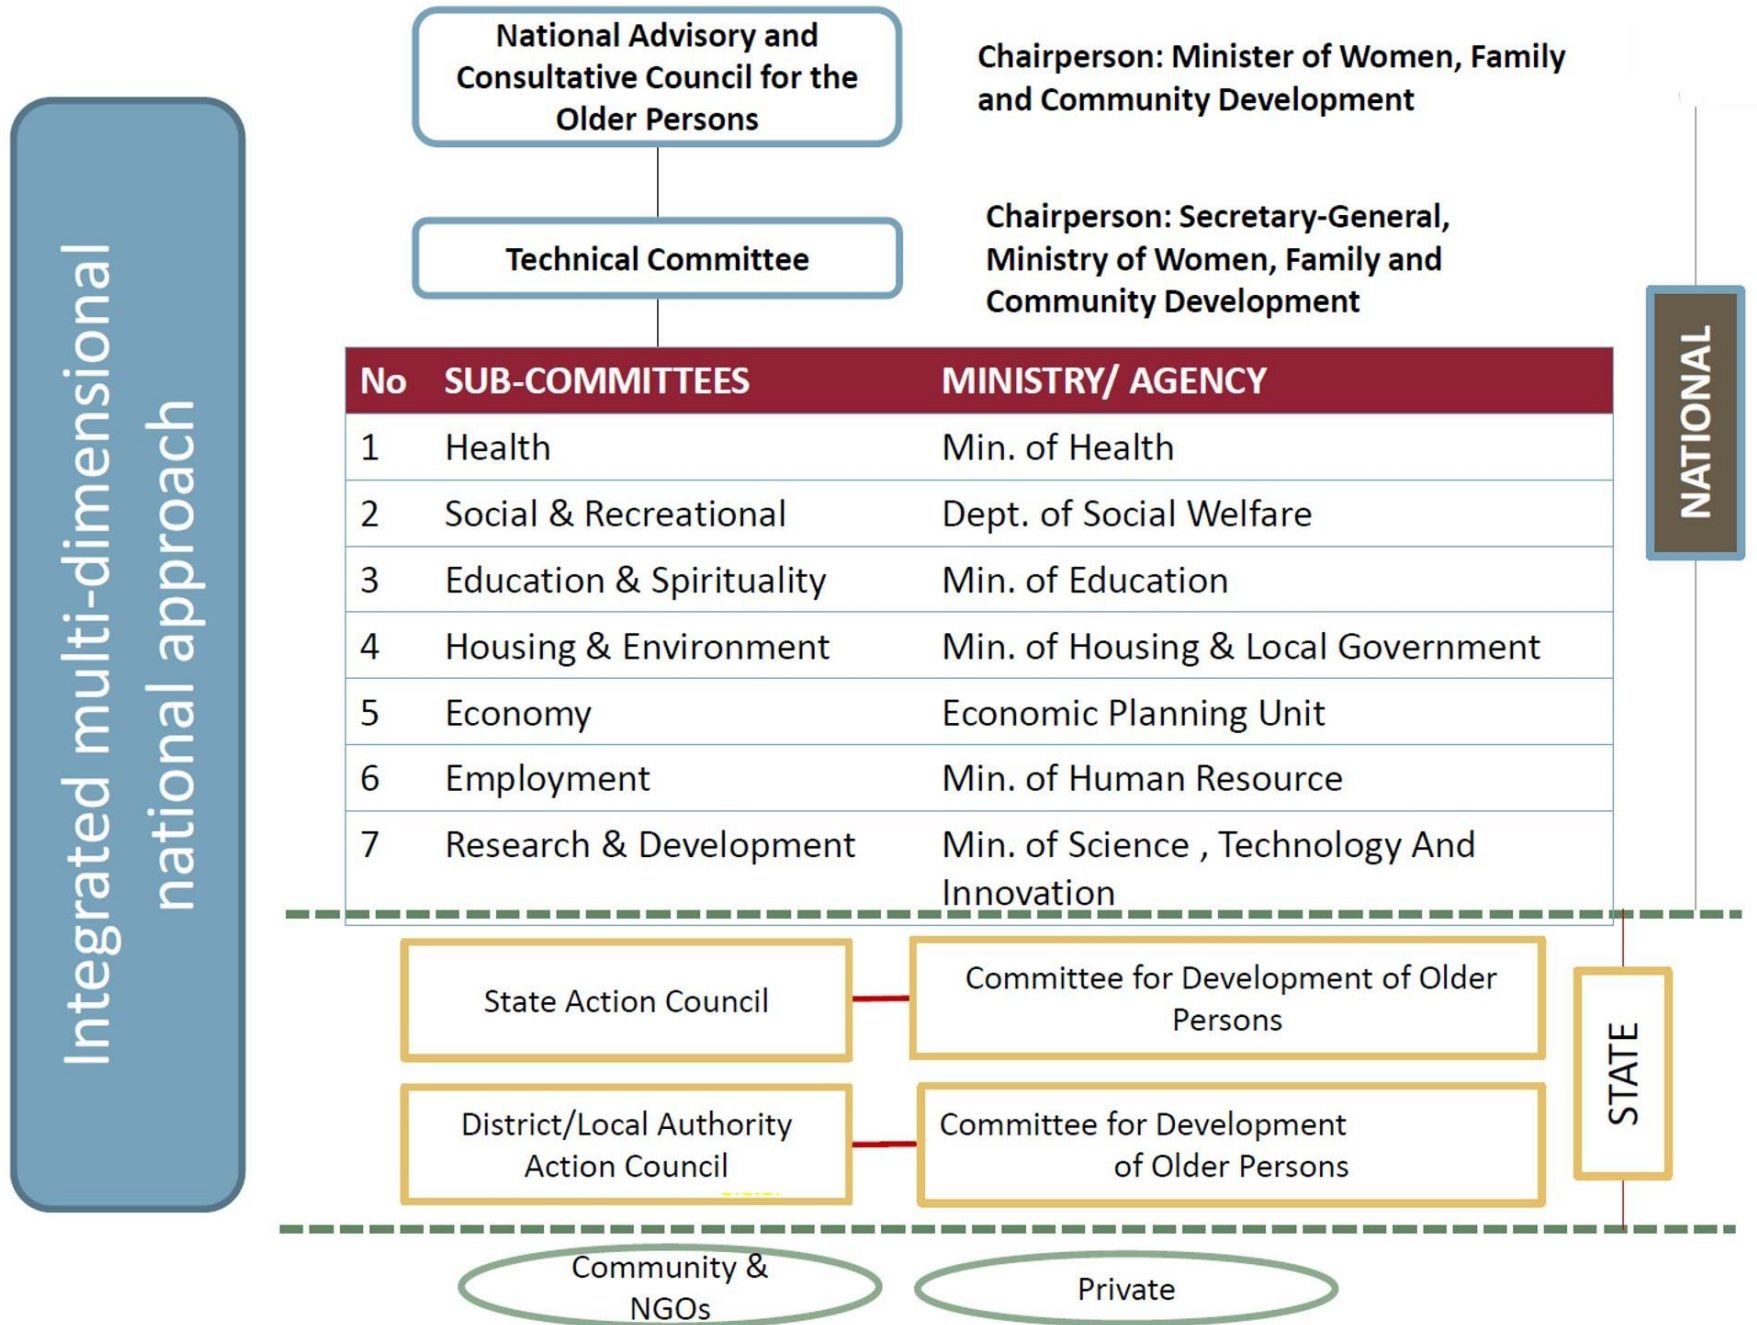 Integrated multi-dimensional
national approach
National Advisory and
Consultative Council for the
Older Persons
Chairperson: Minister of Women, Family
and Community Development
Technical Committee
Chairperson: Secretary-General,
Ministry of Women, Family and
Community Development
NATIONAL
No SUB-COMMITTEES MINISTRY/ AGENCY
1 Health Min. of Health
2 Social & Recreational Dept. of Social Welfare
3 Education & Spirituality Min. of Education
4 Housing & Environment Min. of Housing & Local Government
5 Economy Economic Planning Unit
6 Employment Min. of Human Resource
7 Research & Development Min. of Science , Technology And
Innovation
State Action Council
Committee for Development of Older
Persons
District/Local Authority
Action Council
Committee for Development
of Older Persons
STATE
Community &
NGOs
Private